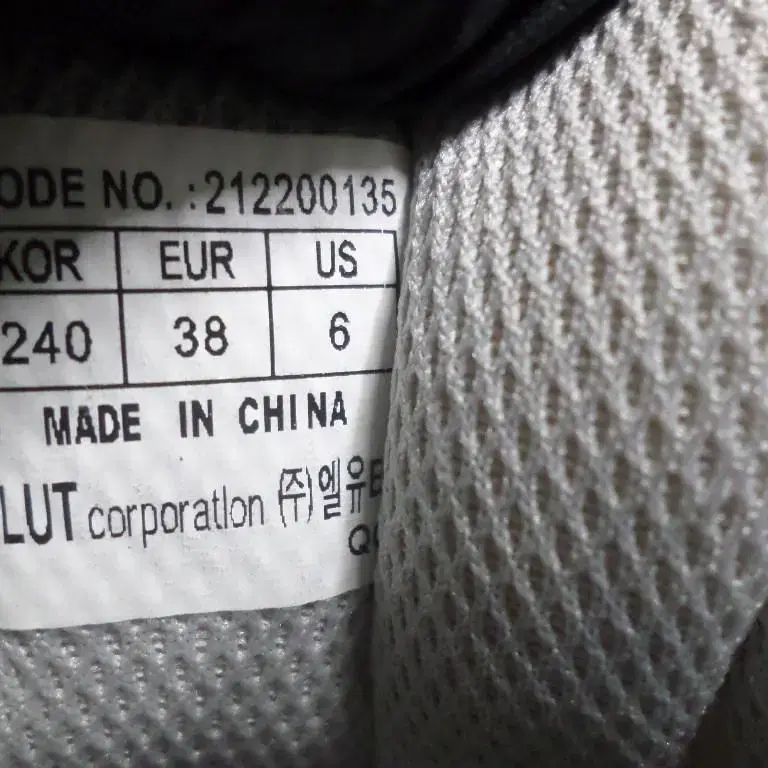 ODE NO. :212200135
KOR EUR US
240 38 6
MADE IN CHINA
LUT corporation (주)엘유